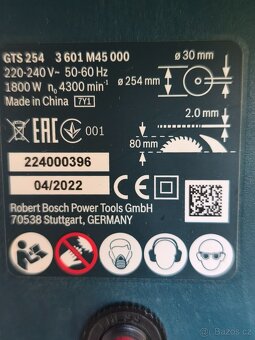 GTS 254 3 601 M45 000
220-240 V~ 50-60 Hz
1800 W n₀ 4300 min⁻¹
Made in China 7Y1
ø 30 mm
ø 254 mm
2.0 mm
80 mm
EAC 001
224000396
04/2022
CE
Robert Bosch Power Tools GmbH
70538 Stuttgart, GERMANY
sbazar.cz